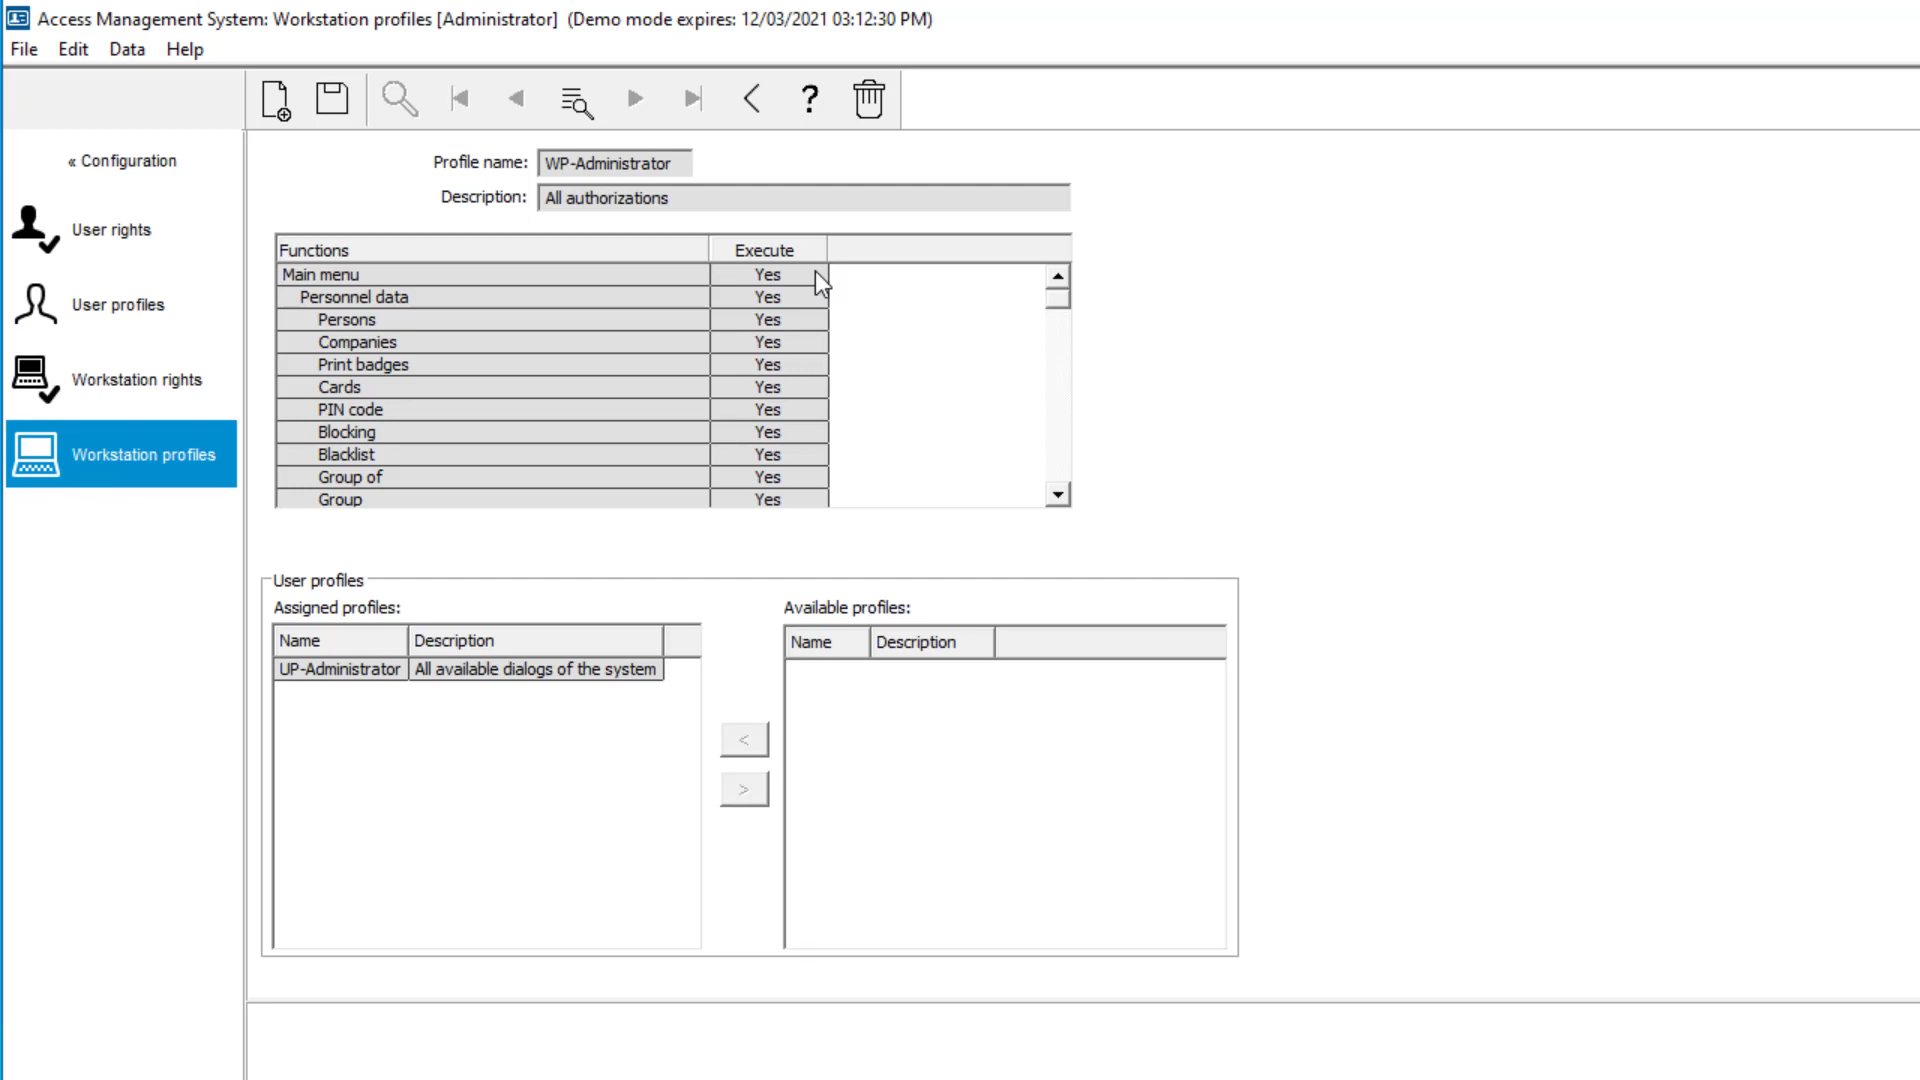 Access Management System: Workstation profiles [Administrator]  (Demo mode expires: 12/03/2021 03:12:30 PM)
File Edit Data Help
?
« Configuration
User rights
User profiles
Workstation rights
Workstation profiles
Profile name: WP-Administrator
Description: All authorizations
Functions Execute
Main menu Yes
Personnel data Yes
Persons Yes
Companies Yes
Print badges Yes
Cards Yes
PIN code Yes
Blocking Yes
Blacklist Yes
Group of Yes
Group Yes
User profiles
Assigned profiles:
Name Description
UP-Administrator All available dialogs of the system
<
>
Available profiles:
Name Description